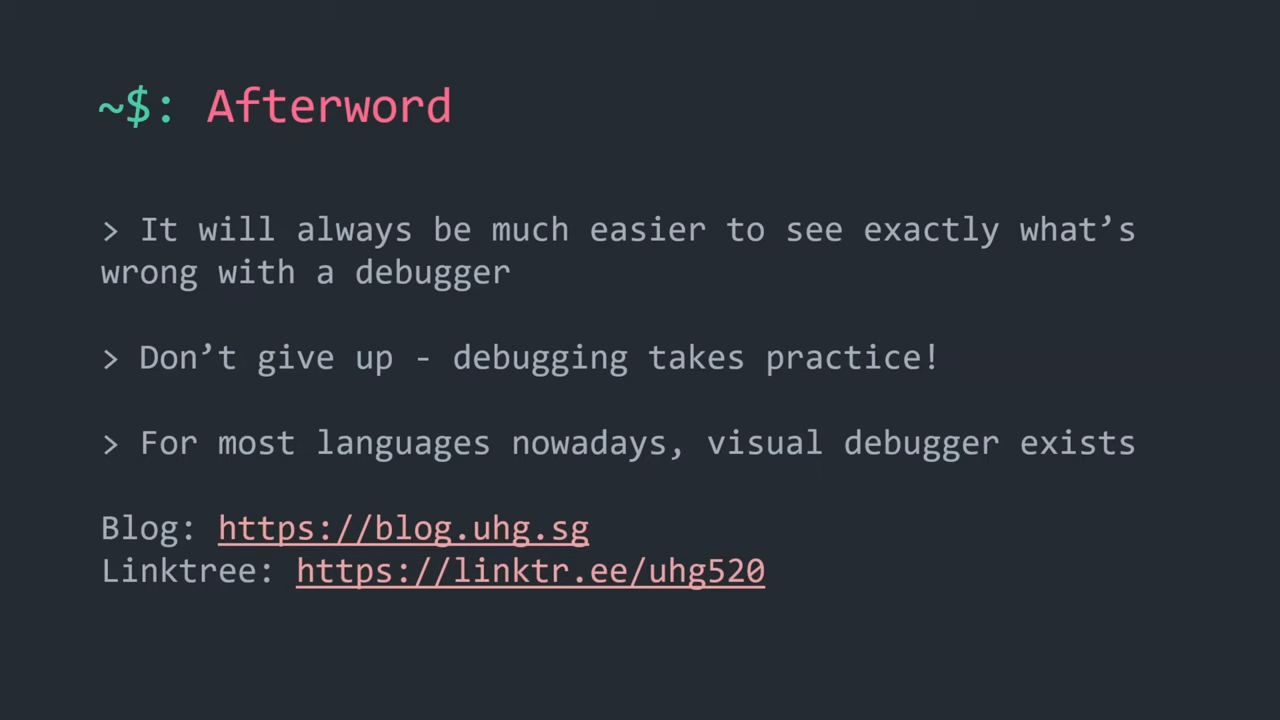 ~$: Afterword
> It will always be much easier to see exactly what’s
wrong with a debugger
> Don’t give up - debugging takes practice!
> For most languages nowadays, visual debugger exists
Blog: https://blog.uhg.sg
Linktree: https://linktr.ee/uhg520